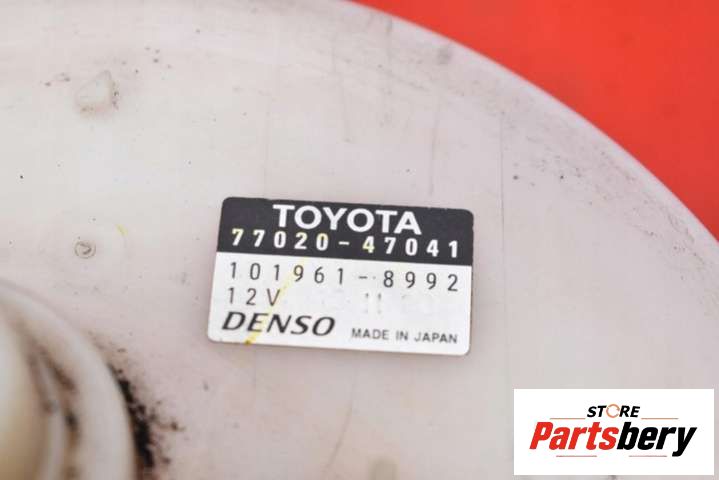 TOYOTA
77020-47041
101961-8992
12V
DENSO MADE IN JAPAN
STORE
Partsbery